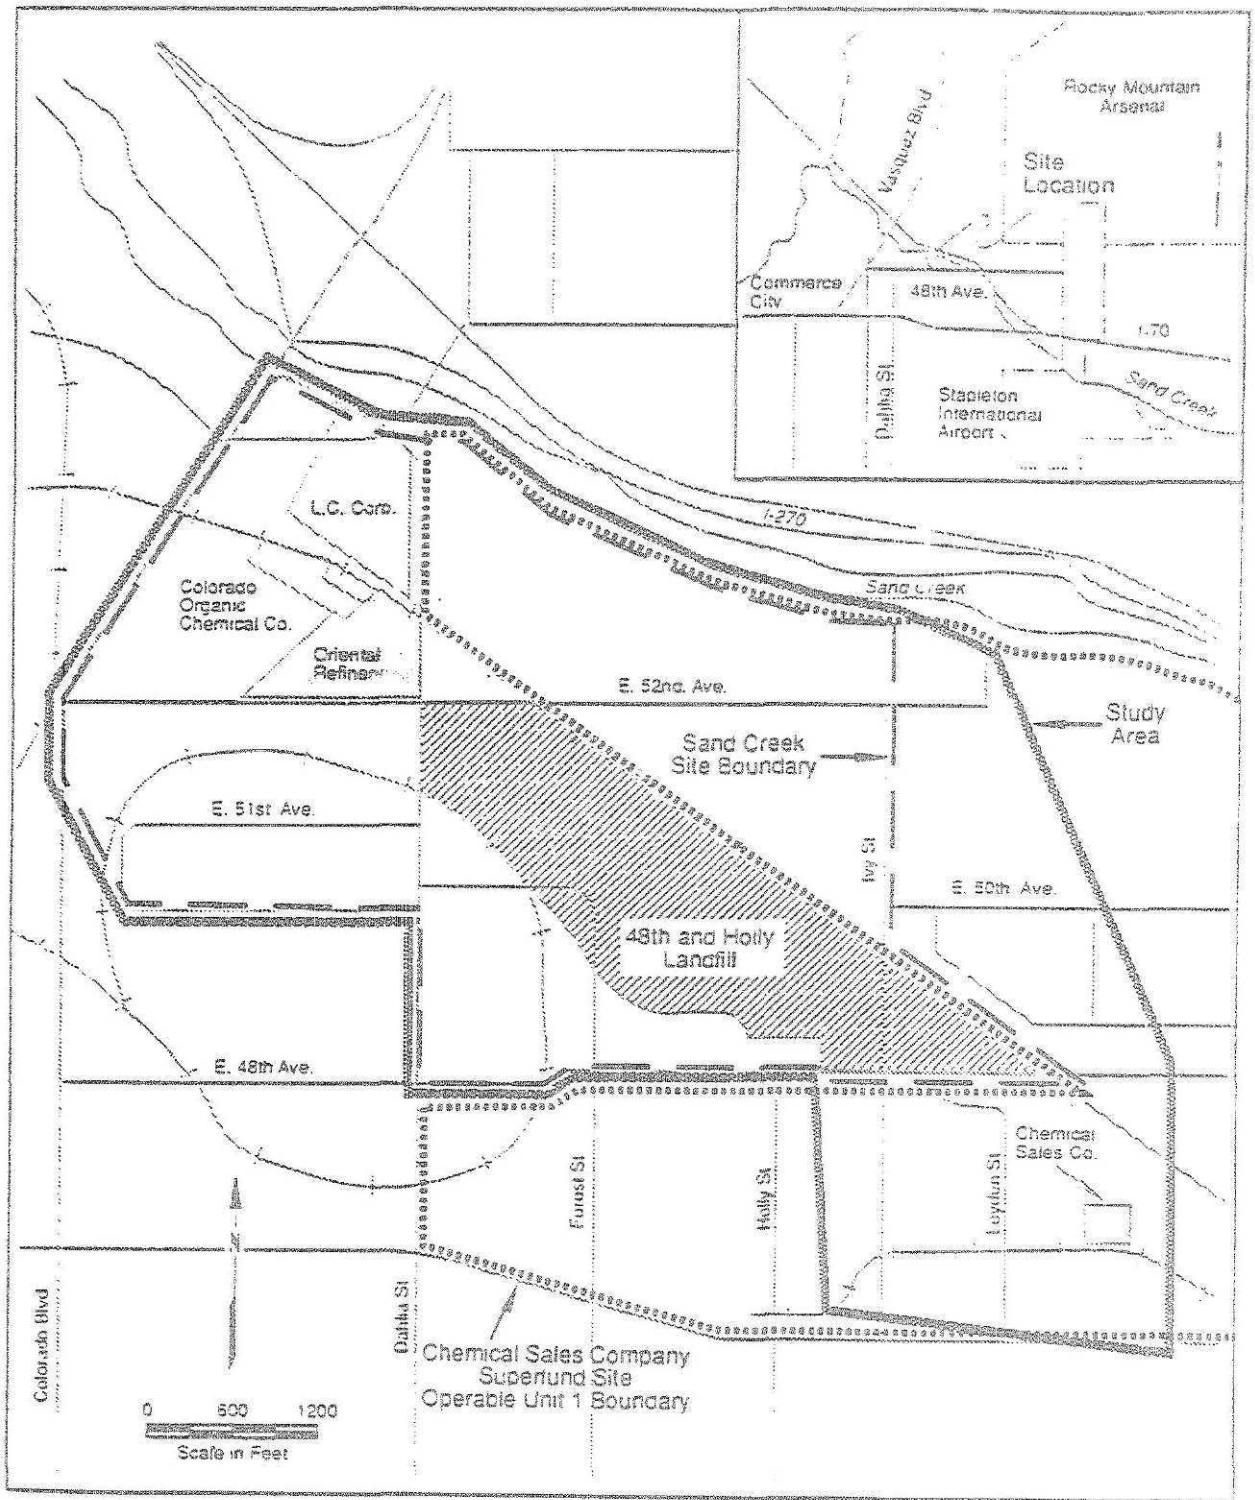 Rocky Mountain
Arsenal
Vasquez Blvd
Site
Location
Commerce
City
48th Ave.
I-70
Dahlia St.
Stapleton
International
Airport
Sand Creek
L.C. Corp.
I-270
Colorado
Organic
Chemical Co.
Sand Creek
Oriental
Refinery
E. 52nd. Ave.
Study
Area
Sand Creek
Site Boundary
E. 51st Ave.
Ivy St
E. 50th Ave.
48th and Holly
Landfill
E. 48th Ave.
Chemical
Sales Co.
Forest St
Holly St
Leyden St
N
Colorado Blvd
Dahlia St
Chemical Sales Company
Superfund Site
Operable Unit 1 Boundary
0 600 1200
Scale in Feet